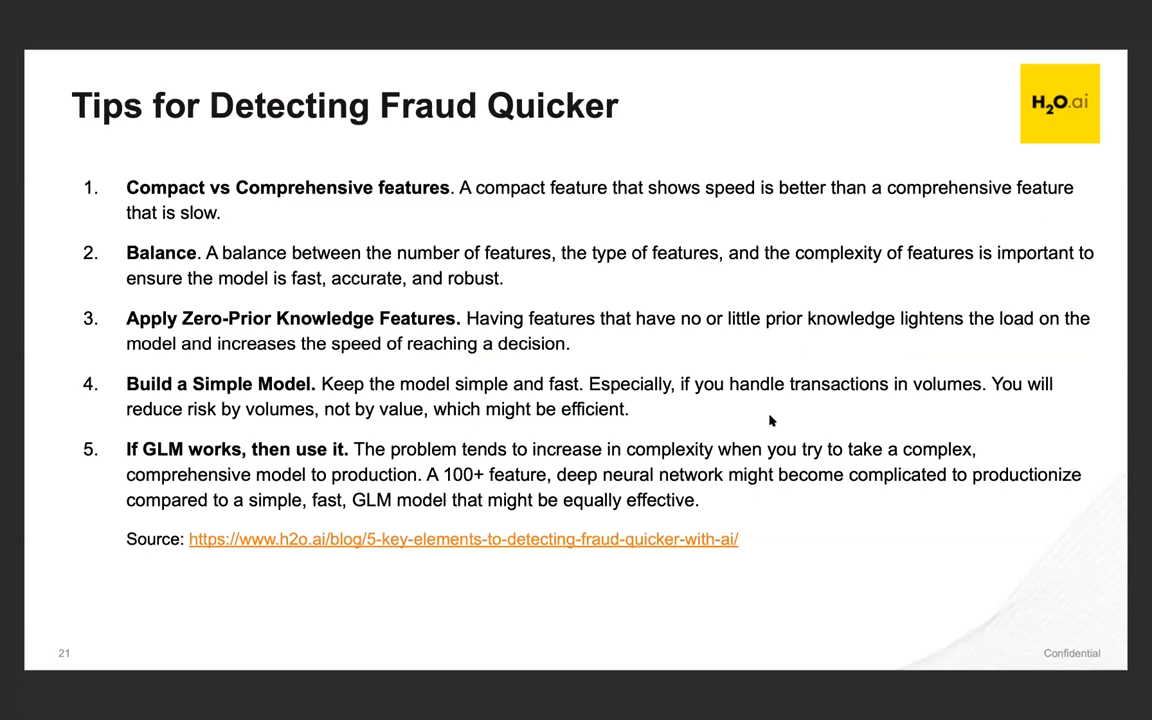 Tips for Detecting Fraud Quicker
H2O.ai
1. Compact vs Comprehensive features. A compact feature that shows speed is better than a comprehensive feature
that is slow.
2. Balance. A balance between the number of features, the type of features, and the complexity of features is important to
ensure the model is fast, accurate, and robust.
3. Apply Zero-Prior Knowledge Features. Having features that have no or little prior knowledge lightens the load on the
model and increases the speed of reaching a decision.
4. Build a Simple Model. Keep the model simple and fast. Especially, if you handle transactions in volumes. You will
reduce risk by volumes, not by value, which might be efficient.
5. If GLM works, then use it. The problem tends to increase in complexity when you try to take a complex,
comprehensive model to production. A 100+ feature, deep neural network might become complicated to productionize
compared to a simple, fast, GLM model that might be equally effective.
Source: https://www.h2o.ai/blog/5-key-elements-to-detecting-fraud-quicker-with-ai/
21
Confidential